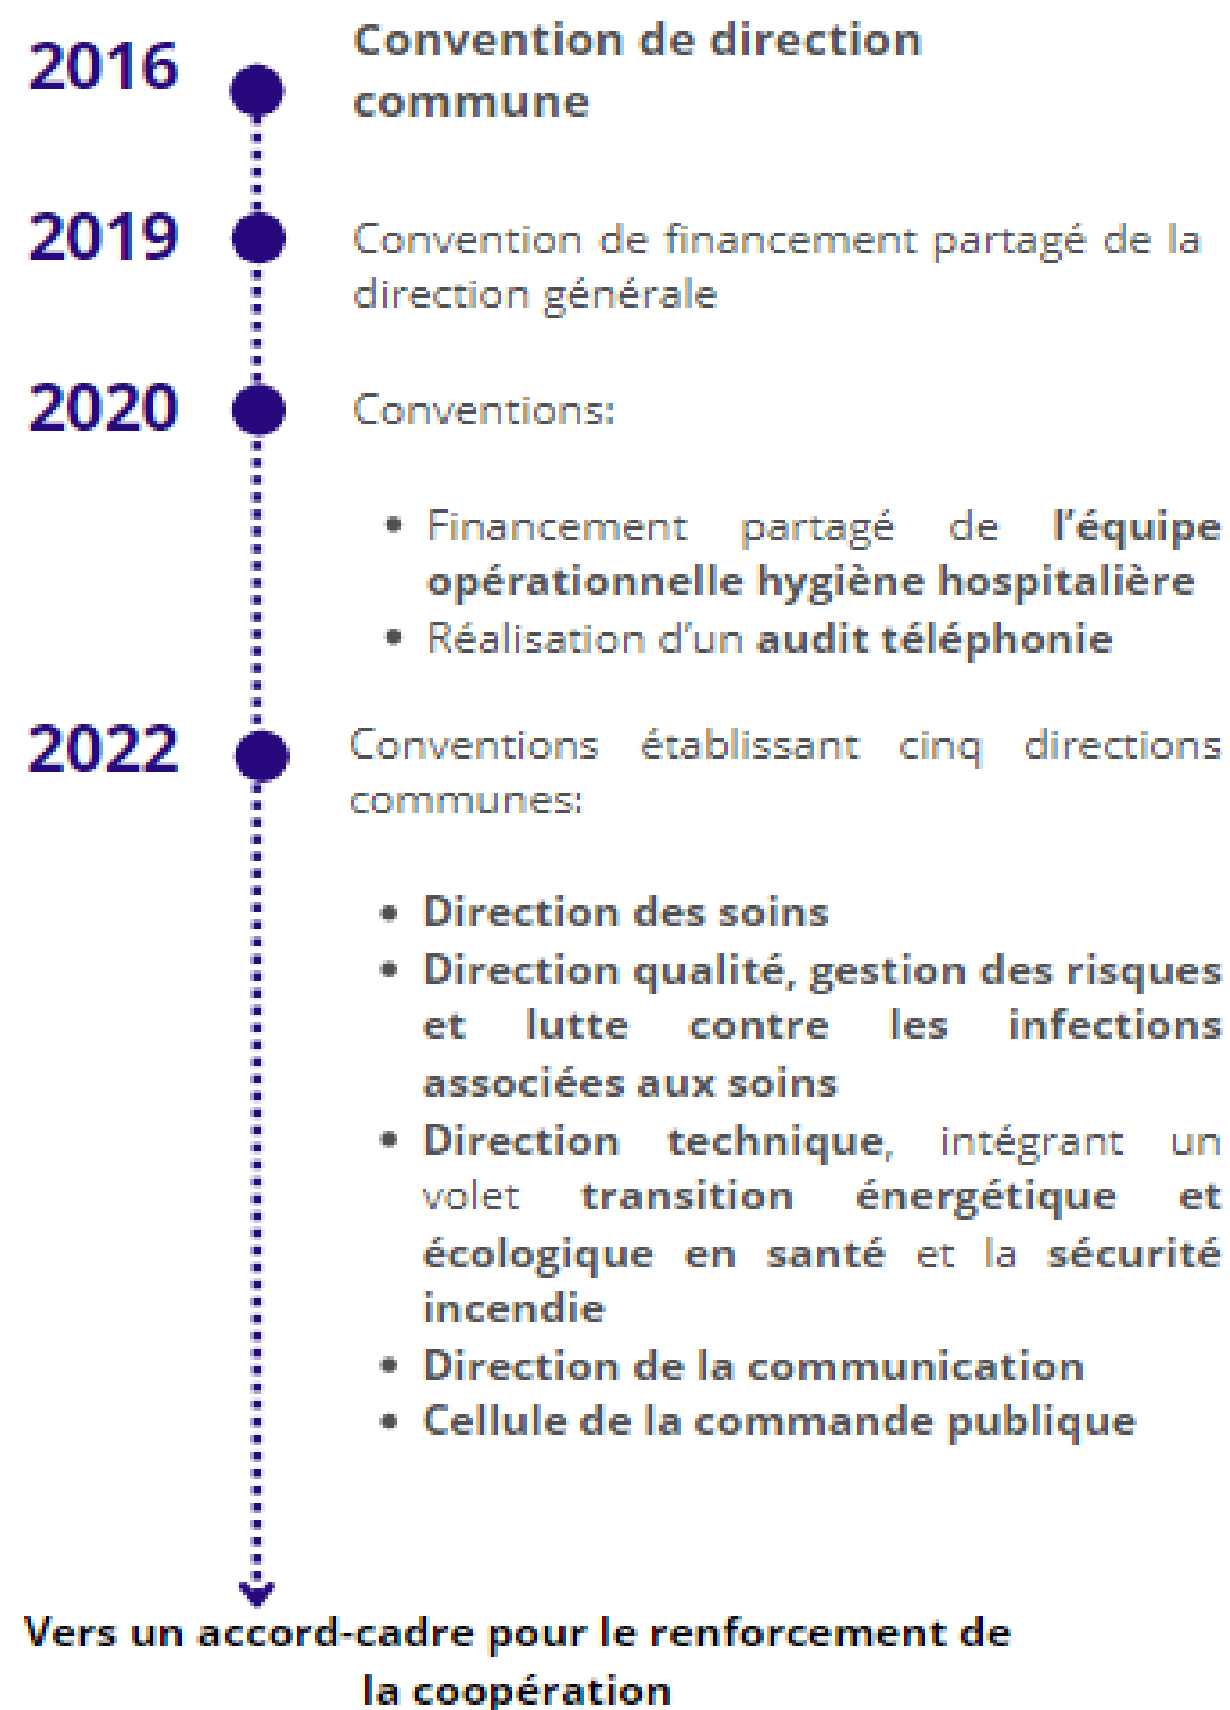 2016
Convention de direction
commune
2019
Convention de financement partagé de la
direction générale
2020
Conventions:
• Financement partagé de l'équipe
opérationnelle hygiène hospitalière
• Réalisation d'un audit téléphonie
2022
Conventions établissant cinq directions
communes:
• Direction des soins
• Direction qualité, gestion des risques
et lutte contre les infections
associées aux soins
• Direction technique, intégrant un
volet transition énergétique et
écologique en santé et la sécurité
incendie
• Direction de la communication
• Cellule de la commande publique
Vers un accord-cadre pour le renforcement de
la coopération